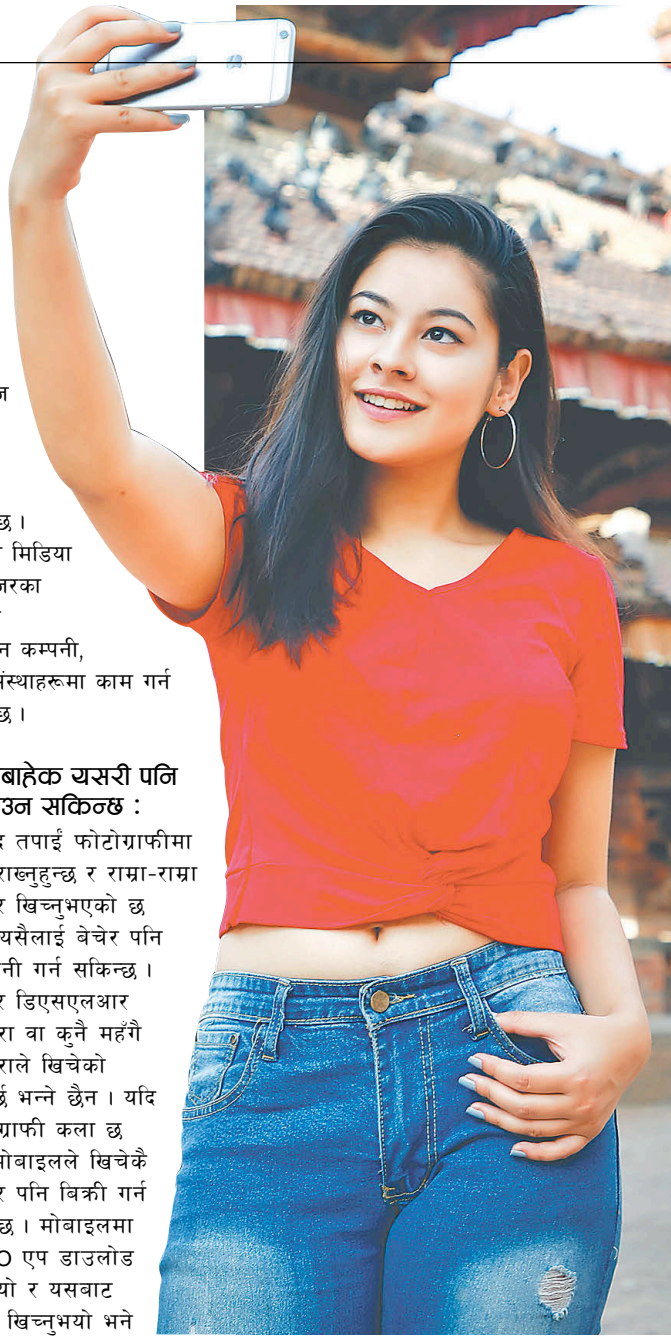 छ ।
मिडिया
जरका
न कम्पनी,
संस्थाहरूमा काम गर्न
छ ।
बाहेक यसरी पनि
उन सकिन्छ :
तपाईं फोटोग्राफीमा
राख्नुहुन्छ र राम्रा-राम्रा
र खिच्नुभएको छ
यसैलाई बेचेर पनि
नी गर्न सकिन्छ ।
र डिएसएलआर
रा वा कुनै महँगै
राले खिचेको
छ भन्ने छैन । यदि
ग्राफी कला छ
मोबाइलले खिचेकै
र पनि बिक्री गर्न
छ । मोबाइलमा
O एप डाउलोड
यो र यसबाट
खिच्नुभयो भने